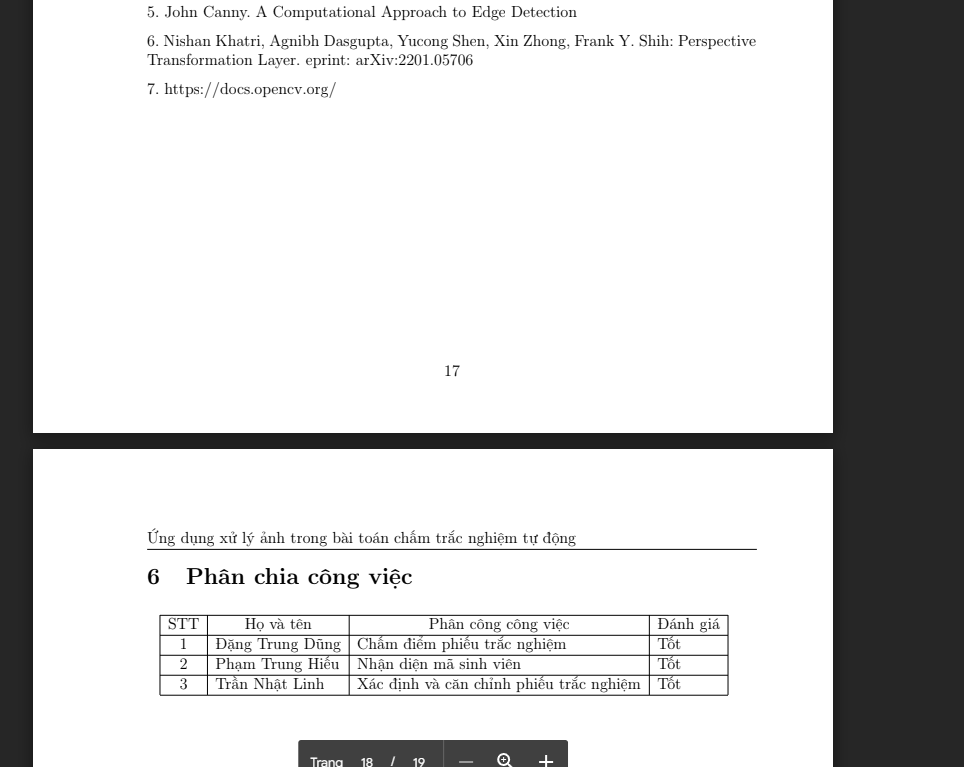 5. John Canny. A Computational Approach to Edge Detection
6. Nishan Khatri, Agnibh Dasgupta, Yucong Shen, Xin Zhong, Frank Y. Shih: Perspective
Transformation Layer. eprint: arXiv:2201.05706
7. https://docs.opencv.org/
17
Ứng dụng xử lý ảnh trong bài toán chấm trắc nghiệm tự động
6 Phân chia công việc
STT Họ và tên Phân công công việc Đánh giá
1 Đặng Trung Dũng Chấm điểm phiếu trắc nghiệm Tốt
2 Phạm Trung Hiếu Nhận diện mã sinh viên Tốt
3 Trần Nhật Linh Xác định và căn chỉnh phiếu trắc nghiệm Tốt
Trang 18 / 19